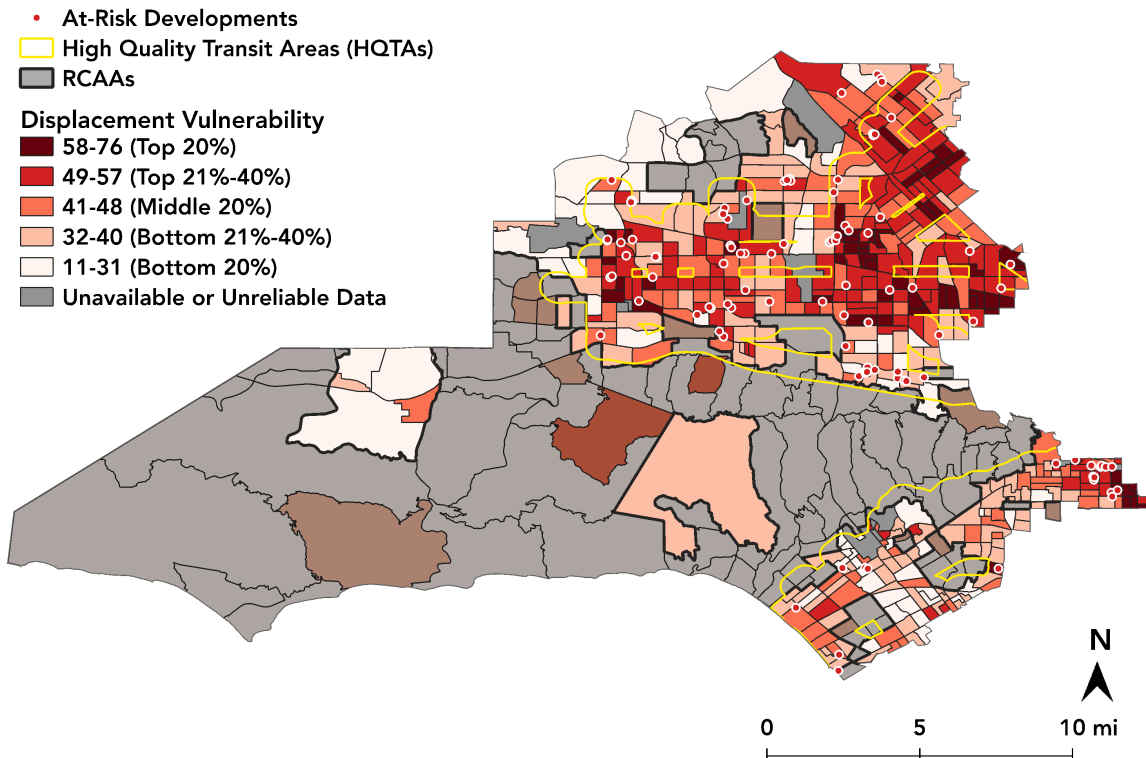 At-Risk Developments
High Quality Transit Areas (HQTAs)
RCAAs
Displacement Vulnerability
58-76 (Top 20%)
49-57 (Top 21%-40%)
41-48 (Middle 20%)
32-40 (Bottom 21%-40%)
11-31 (Bottom 20%)
Unavailable or Unreliable Data
N
0 5 10 mi